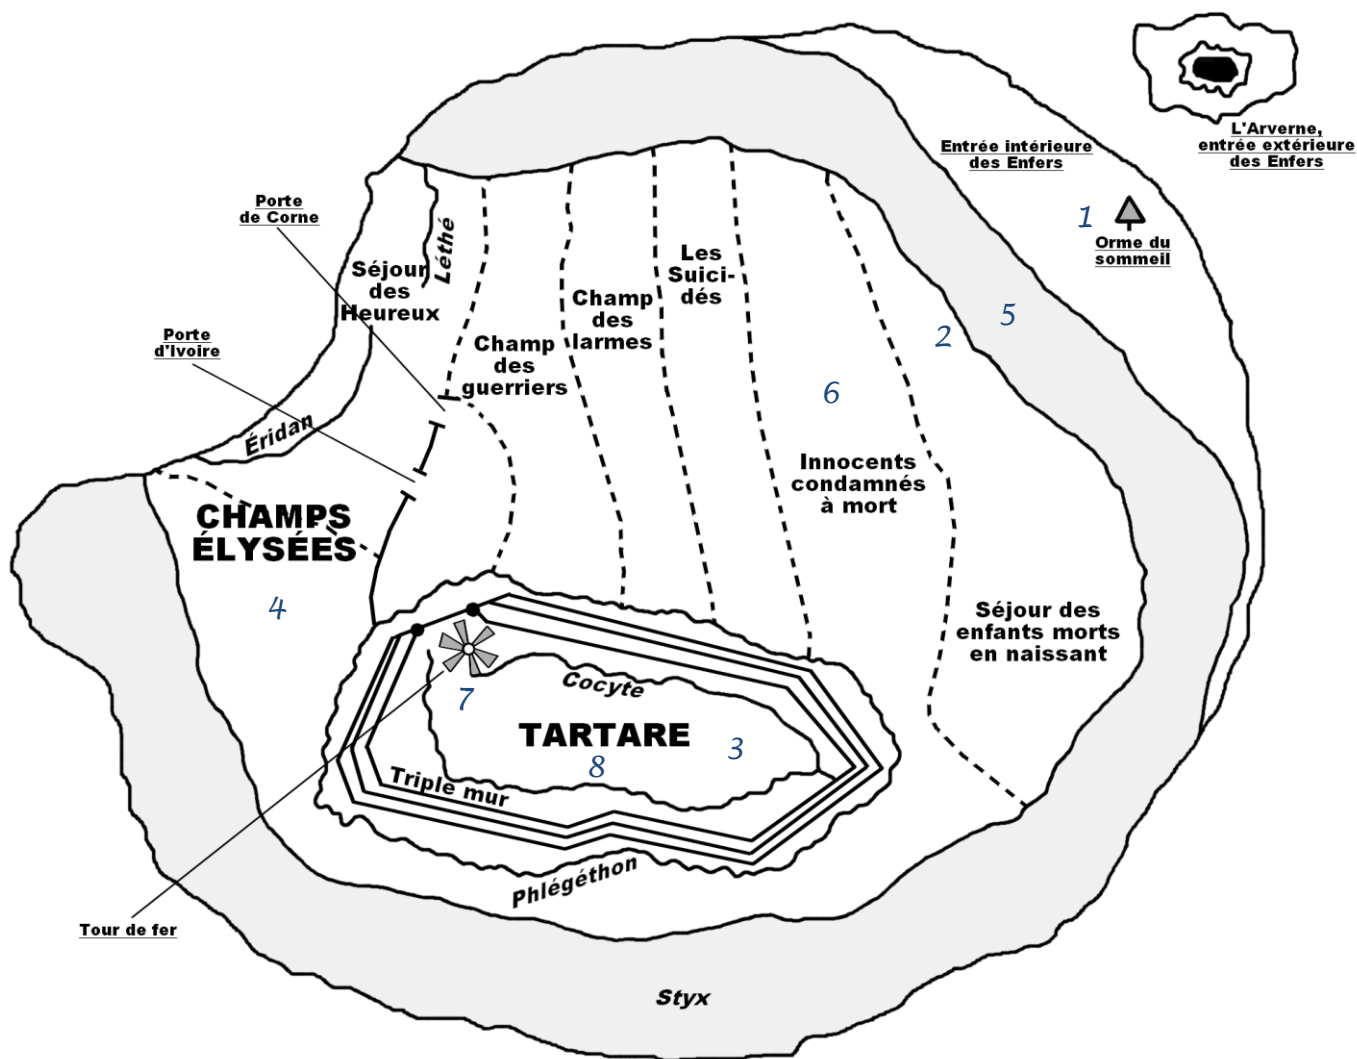 L'Arverne,
entrée extérieure
des Enfers
Entrée intérieure
des Enfers
1
Orme du
sommeil
Porte
de Corne
Léthé
Séjour
des
Heureux
Les
Suici-
dés
Champ
des
larmes
5
2
Porte
d'Ivoire
Champ
des
guerriers
6
Éridan
Innocents
condamnés
à mort
CHAMPS
ÉLYSÉES
4
Séjour des
enfants morts
en naissant
Cocyte
7
TARTARE
3
8
Triple mur
Phlégéthon
Tour de fer
Styx